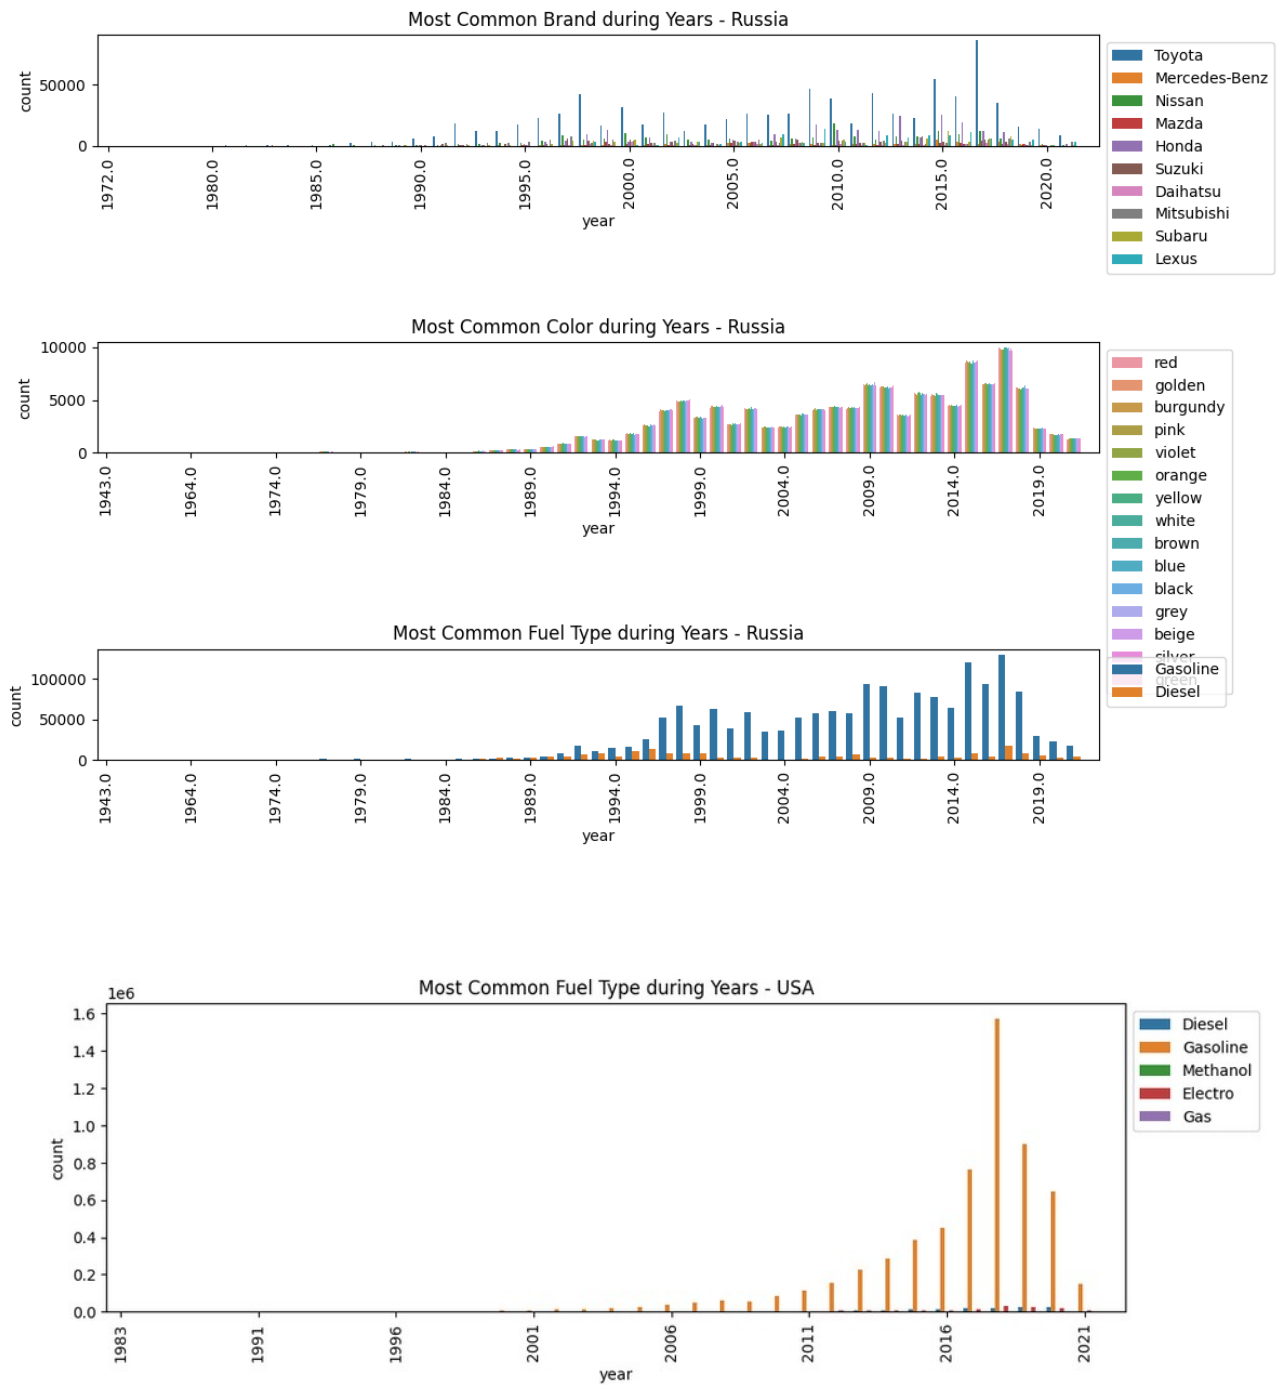 Most Common Brand during Years - Russia
count
50000
0
1972.0
1980.0
1985.0
1990.0
1995.0
2000.0
2005.0
2010.0
2015.0
2020.0
year
Toyota
Mercedes-Benz
Nissan
Mazda
Honda
Suzuki
Daihatsu
Mitsubishi
Subaru
Lexus
Most Common Color during Years - Russia
count
10000
5000
0
1943.0
1964.0
1974.0
1979.0
1984.0
1989.0
1994.0
1999.0
2004.0
2009.0
2014.0
2019.0
year
red
golden
burgundy
pink
violet
orange
yellow
white
brown
blue
black
grey
beige
silver
green
Most Common Fuel Type during Years - Russia
count
100000
50000
0
1943.0
1964.0
1974.0
1979.0
1984.0
1989.0
1994.0
1999.0
2004.0
2009.0
2014.0
2019.0
year
Gasoline
Diesel
Most Common Fuel Type during Years - USA
1e6
count
1.6
1.4
1.2
1.0
0.8
0.6
0.4
0.2
0.0
1983
1991
1996
2001
2006
2011
2016
2021
year
Diesel
Gasoline
Methanol
Electro
Gas